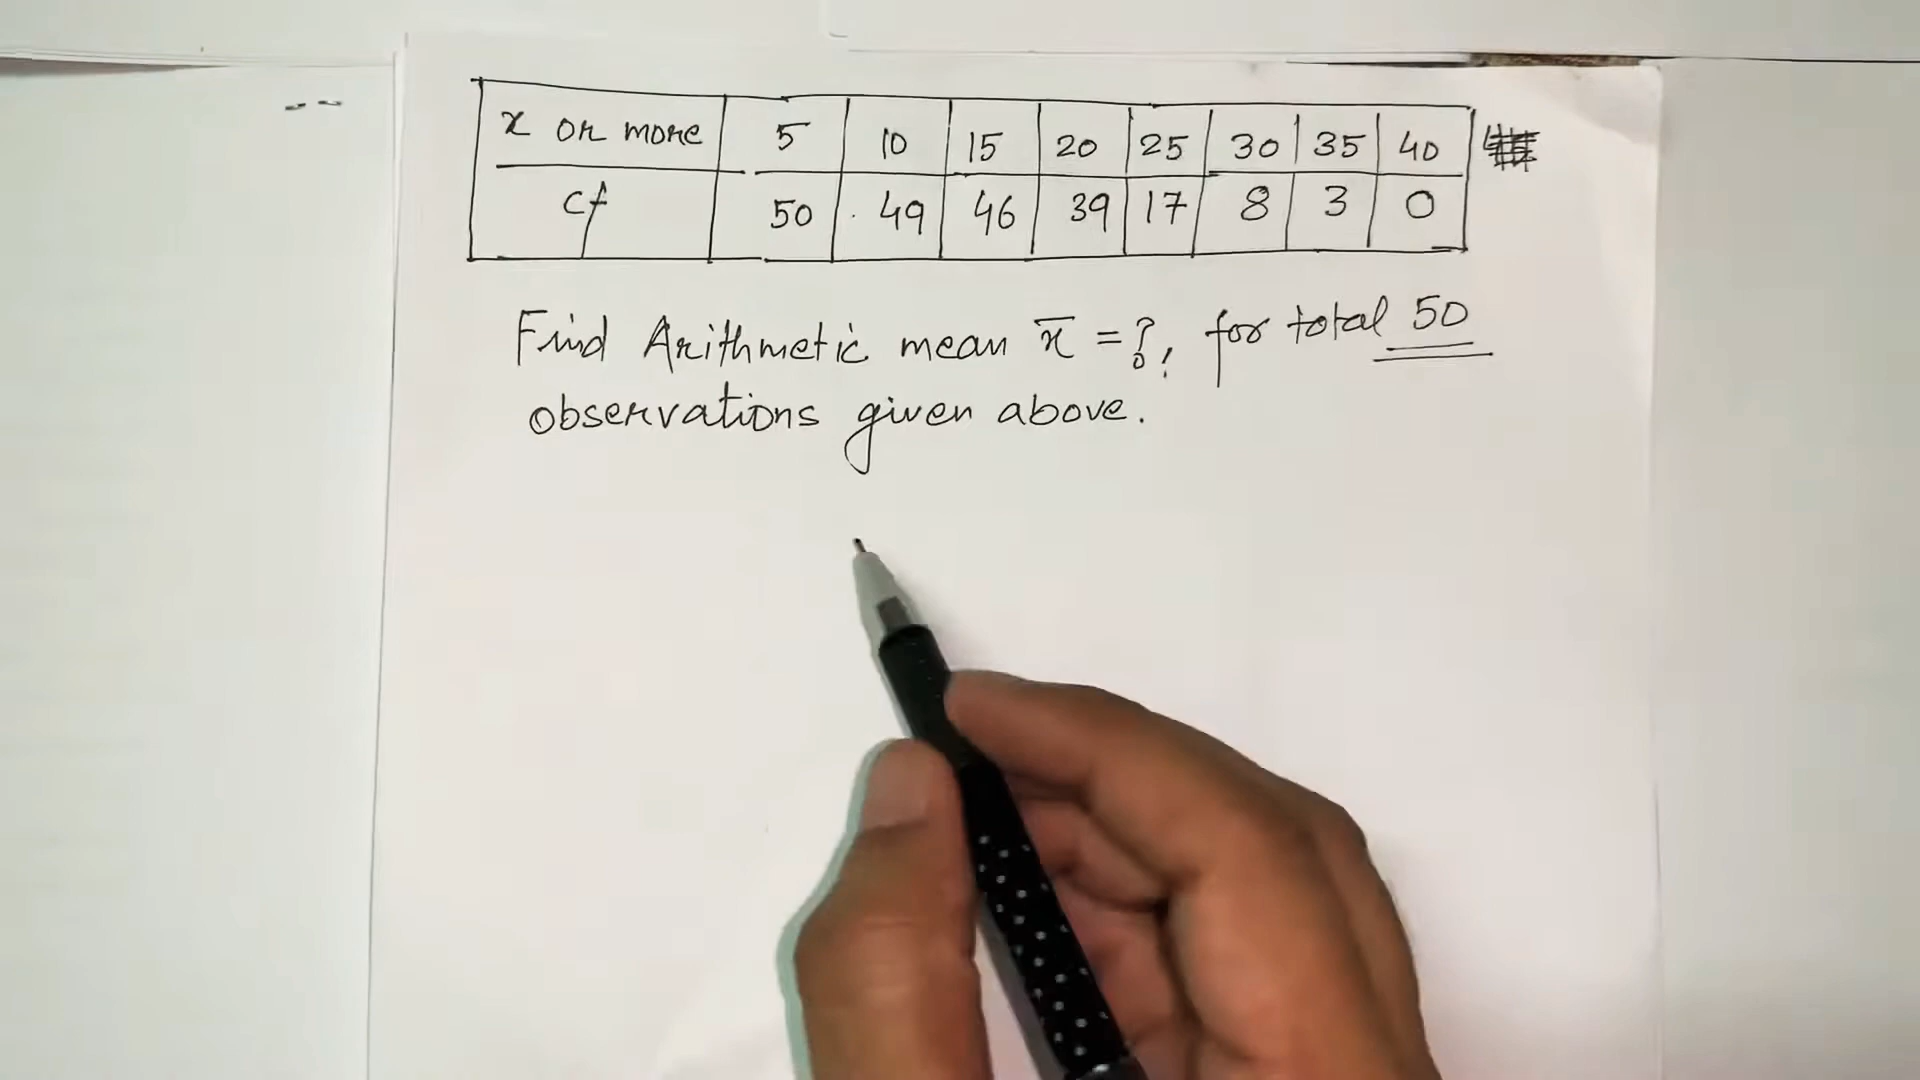 x or more 5 10 15 20 25 30 35 40
cf 50 49 46 39 17 8 3 0
Find Arithmetic mean x̅ = ?, for total 50
observations given above.